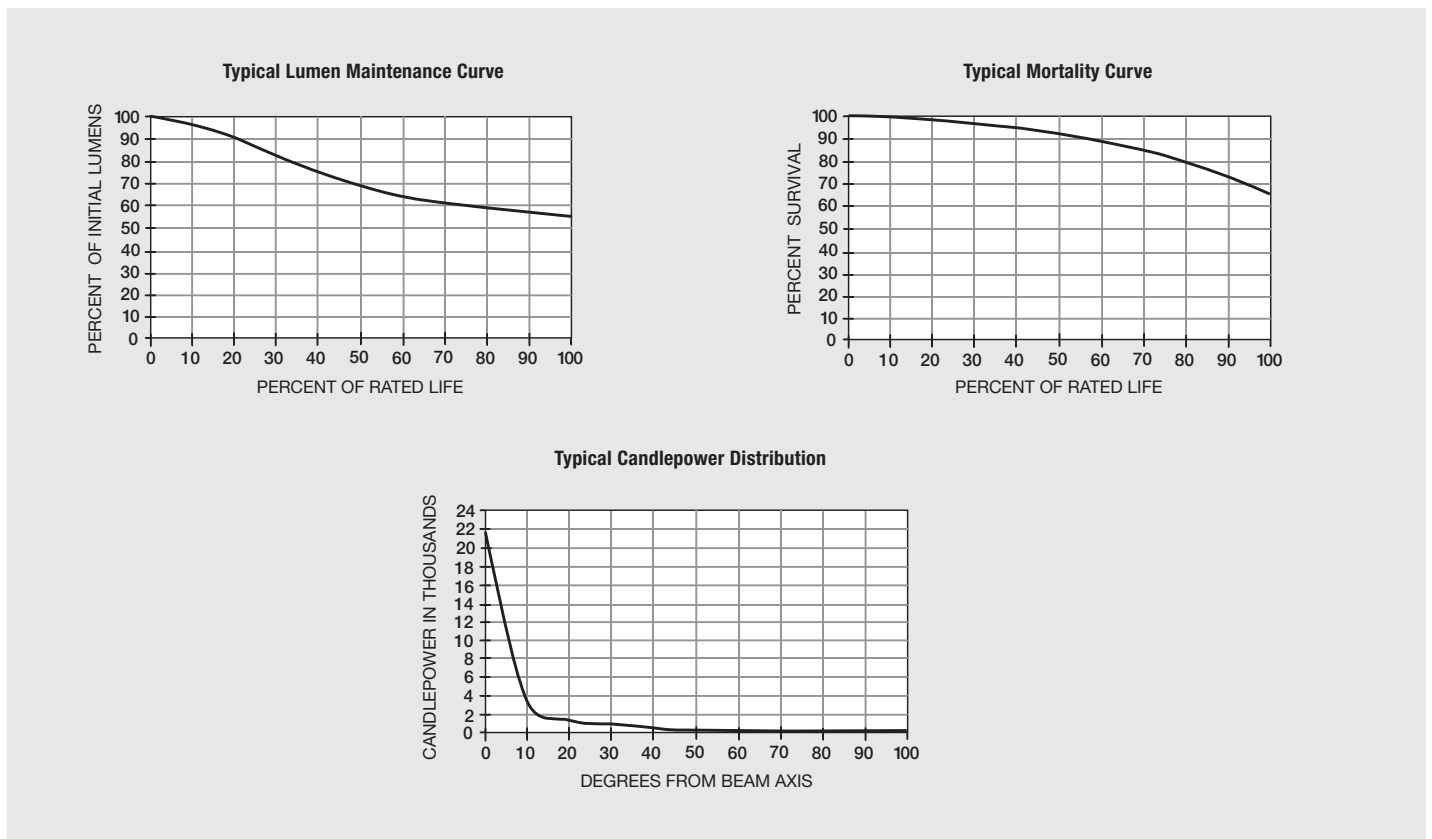 Typical Lumen Maintenance Curve
PERCENT OF INITIAL LUMENS
100
90
80
70
60
50
40
30
20
10
0
0 10 20 30 40 50 60 70 80 90 100
PERCENT OF RATED LIFE
Typical Mortality Curve
PERCENT SURVIVAL
100
90
80
70
60
50
40
30
20
10
0
0 10 20 30 40 50 60 70 80 90 100
PERCENT OF RATED LIFE
Typical Candlepower Distribution
CANDLEPOWER IN THOUSANDS
24
22
20
18
16
14
12
10
8
6
4
2
0
0 10 20 30 40 50 60 70 80 90 100
DEGREES FROM BEAM AXIS